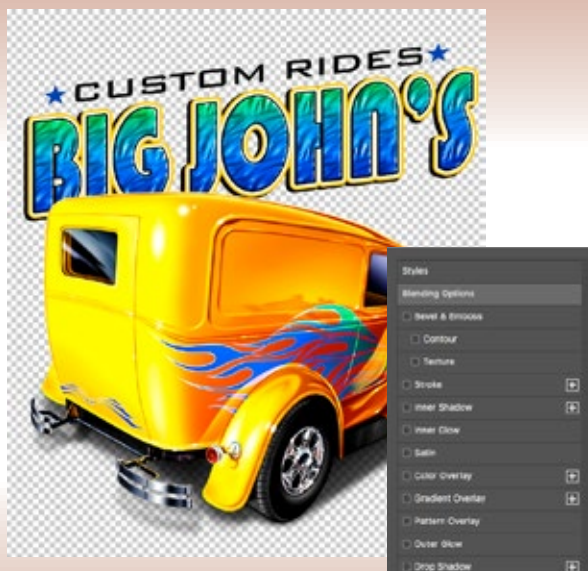 ★CUSTOM RIDES★
BIG JOHN'S
Styles
Blending Options
Bevel & Emboss
Contour
Texture
Stroke
Inner Shadow
Inner Glow
Satin
Color Overlay
Gradient Overlay
Pattern Overlay
Outer Glow
Drop Shadow